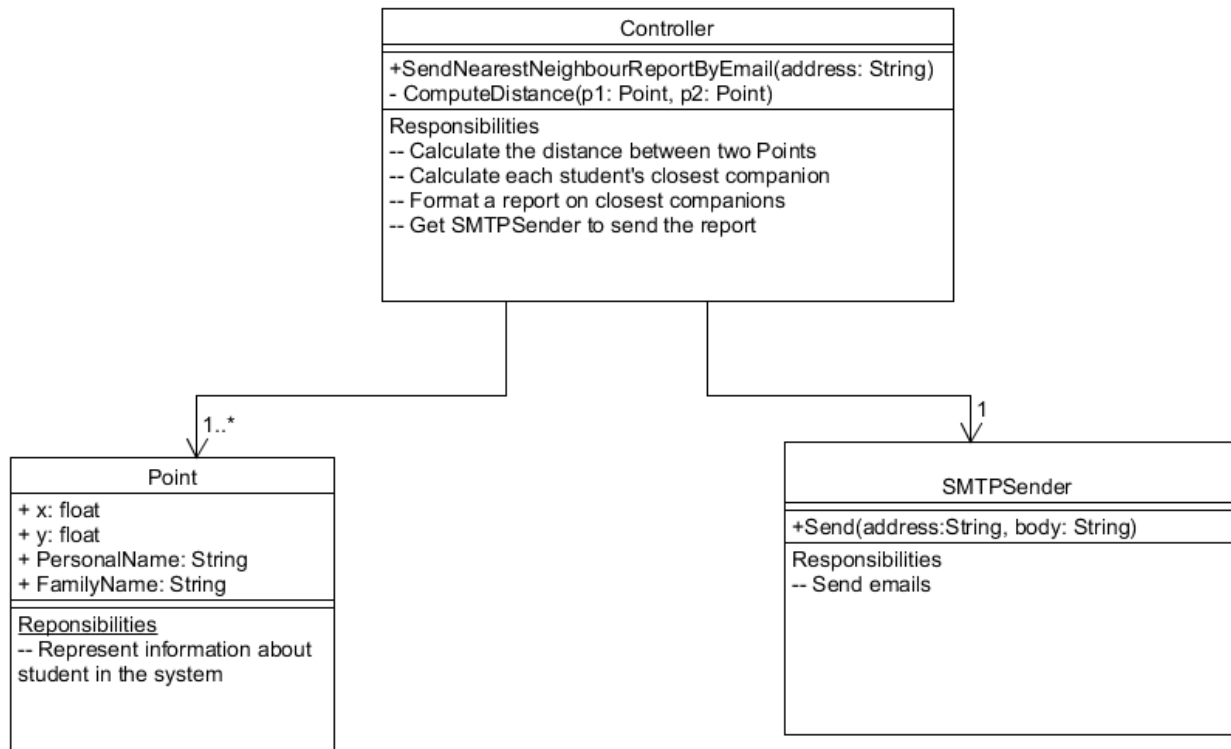 Controller
+SendNearestNeighbourReportByEmail(address: String)
- ComputeDistance(p1: Point, p2: Point)
Responsibilities
-- Calculate the distance between two Points
-- Calculate each student's closest companion
-- Format a report on closest companions
-- Get SMTPSender to send the report
1..*
1
Point
+ x: float
+ y: float
+ PersonalName: String
+ FamilyName: String
Reponsibilities
-- Represent information about
student in the system
SMTPSender
+Send(address:String, body: String)
Responsibilities
-- Send emails